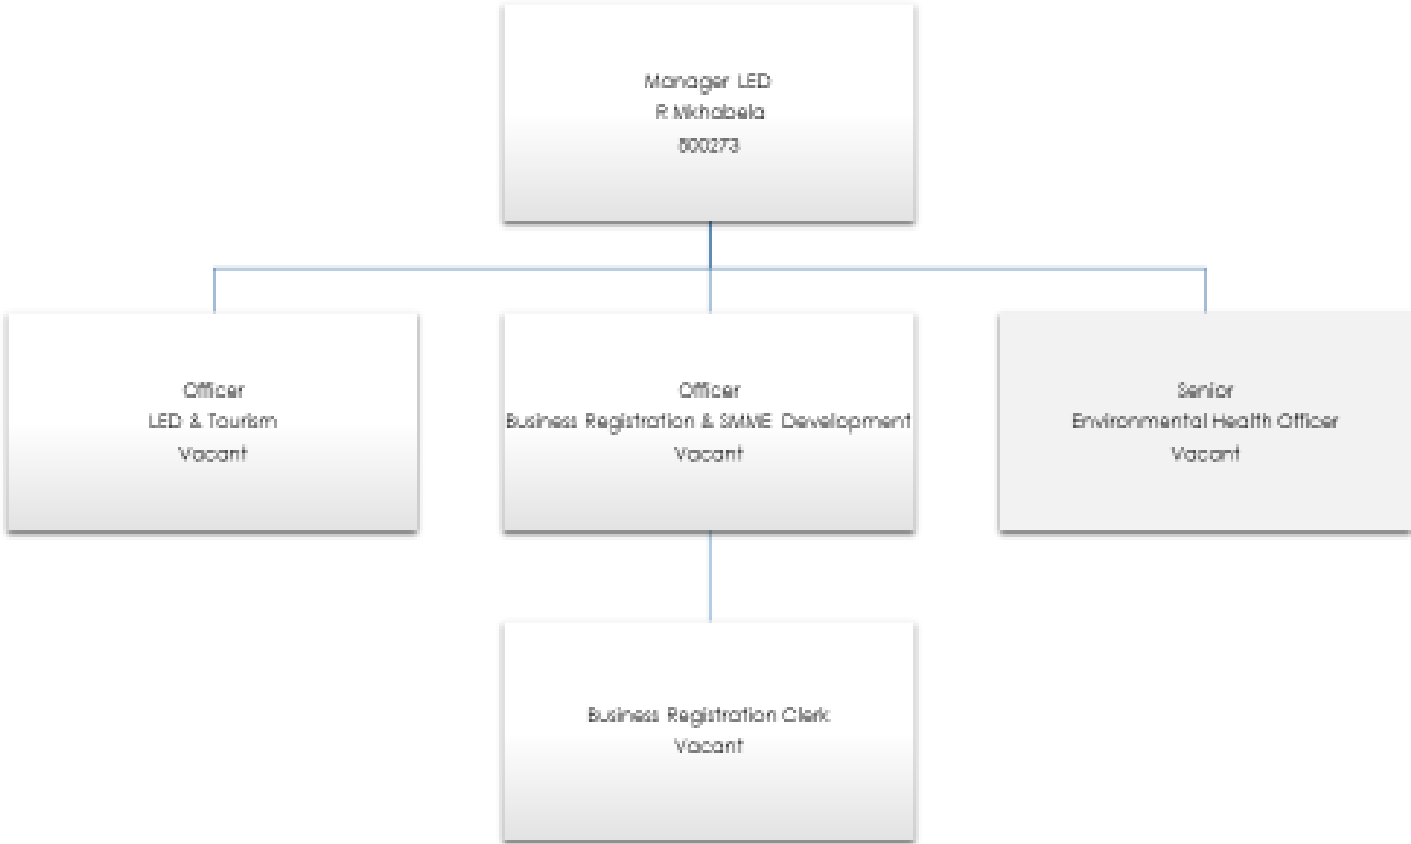 Manager LED
R Mkhabela
800273
Officer
LED & Tourism
Vacant
Officer
Business Registration & SMME Development
Vacant
Senior
Environmental Health Officer
Vacant
Business Registration Clerk
Vacant